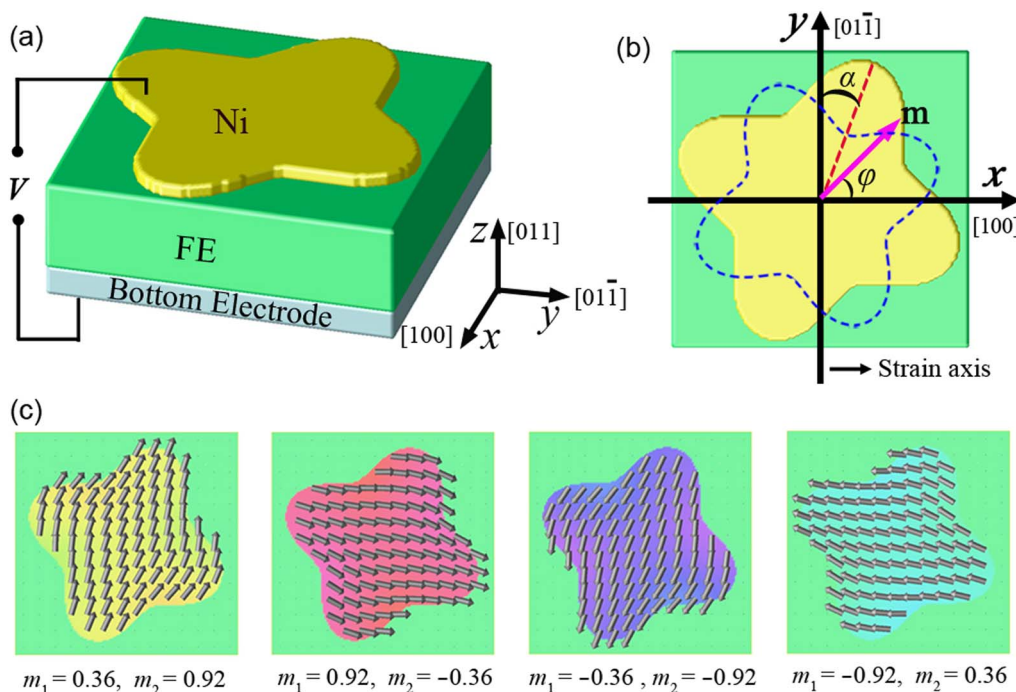 (a)
Ni
V
FE
Bottom Electrode
z [011]
y [011̄]
[100] x
(b)
y [011̄]
α
m
φ
x
[100]
Strain axis
(c)
m₁ = 0.36, m₂ = 0.92
m₁ = 0.92, m₂ = −0.36
m₁ = −0.36 , m₂ = −0.92
m₁ = −0.92, m₂ = 0.36